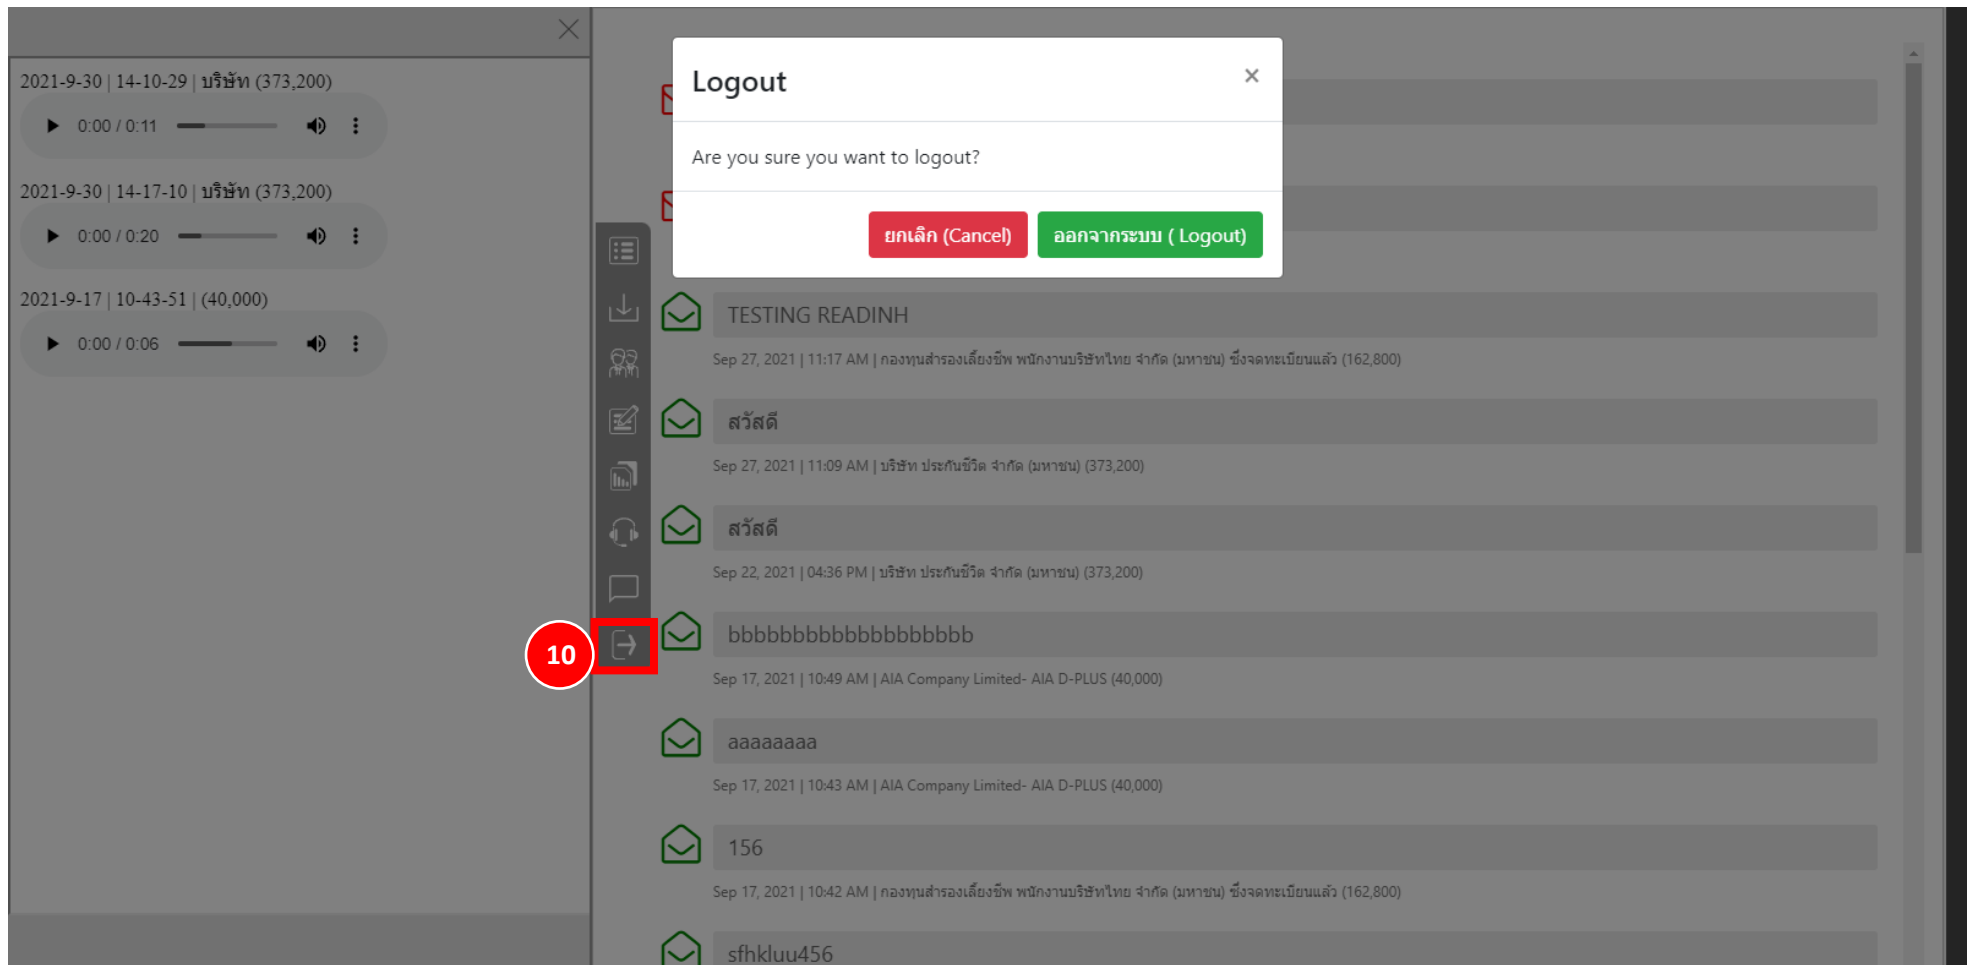 2021-9-30 | 14-10-29 | บริษัท (373,200)
0:00 / 0:11
2021-9-30 | 14-17-10 | บริษัท (373,200)
0:00 / 0:20
2021-9-17 | 10-43-51 | (40,000)
0:00 / 0:06
10
Logout
×
Are you sure you want to logout?
ยกเลิก (Cancel)
ออกจากระบบ ( Logout)
TESTING READINH
Sep 27, 2021 | 11:17 AM | กองทุนสำรองเลี้ยงชีพ พนักงานบริษัทไทย จำกัด (มหาชน) ซึ่งจดทะเบียนแล้ว (162,800)
สวัสดี
Sep 27, 2021 | 11:09 AM | บริษัท ประกันชีวิต จำกัด (มหาชน) (373,200)
สวัสดี
Sep 22, 2021 | 04:36 PM | บริษัท ประกันชีวิต จำกัด (มหาชน) (373,200)
bbbbbbbbbbbbbbbbbbb
Sep 17, 2021 | 10:49 AM | AIA Company Limited- AIA D-PLUS (40,000)
aaaaaaaa
Sep 17, 2021 | 10:43 AM | AIA Company Limited- AIA D-PLUS (40,000)
156
Sep 17, 2021 | 10:42 AM | กองทุนสำรองเลี้ยงชีพ พนักงานบริษัทไทย จำกัด (มหาชน) ซึ่งจดทะเบียนแล้ว (162,800)
sfhkluu456